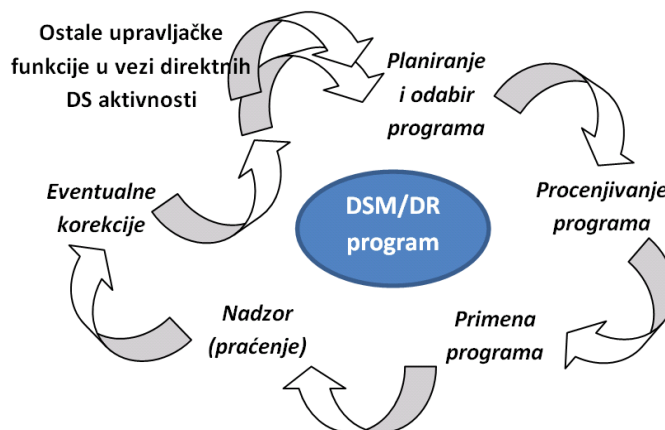 Ostale upravljačke
funkcije u vezi direktnih
DS aktivnosti
Planiranje
i odabir
programa
Procenjivanje
programa
Primena
programa
Nadzor
(praćenje)
Eventualne
korekcije
DSM/DR
program